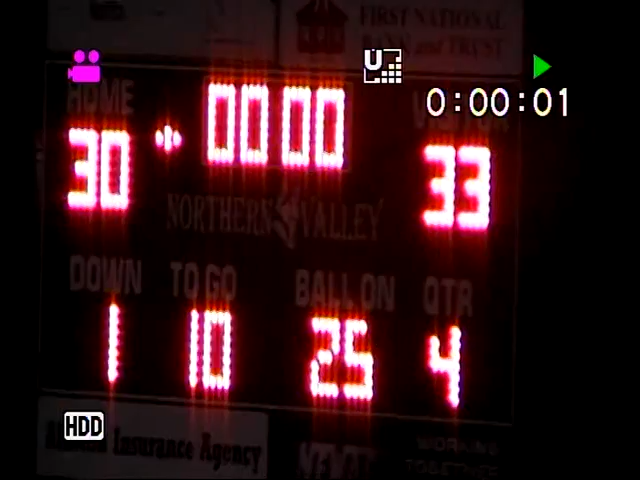 FIRST NATIONAL
BANK and TRUST
U
0:00:01
HOME
00 00
30
33
NORTHERN VALLEY
DOWN TO GO BALL ON QTR
1 10 25 4
HDD
Insurance Agency
WORKING
TOGETHER